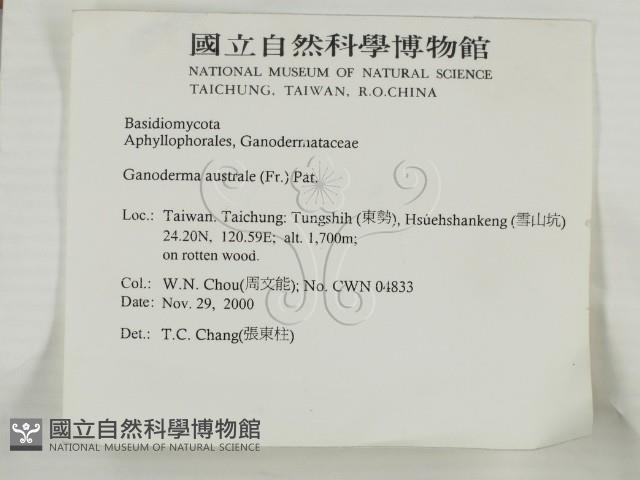 國立自然科學博物館
NATIONAL MUSEUM OF NATURAL SCIENCE
TAICHUNG, TAIWAN, R.O.CHINA
Basidiomycota
Aphyllophorales, Ganodermataceae
Ganoderma australe (Fr.) Pat.
Loc.: Taiwan. Taichung: Tungshih (東勢), Hsuehshankeng (雪山坑)
24.20N, 120.59E; alt. 1,700m;
on rotten wood.
Col.: W.N. Chou(周文能); No. CWN 04833
Date: Nov. 29, 2000
Det.: T.C. Chang(張東柱)
國立自然科學博物館
NATIONAL MUSEUM OF NATURAL SCIENCE